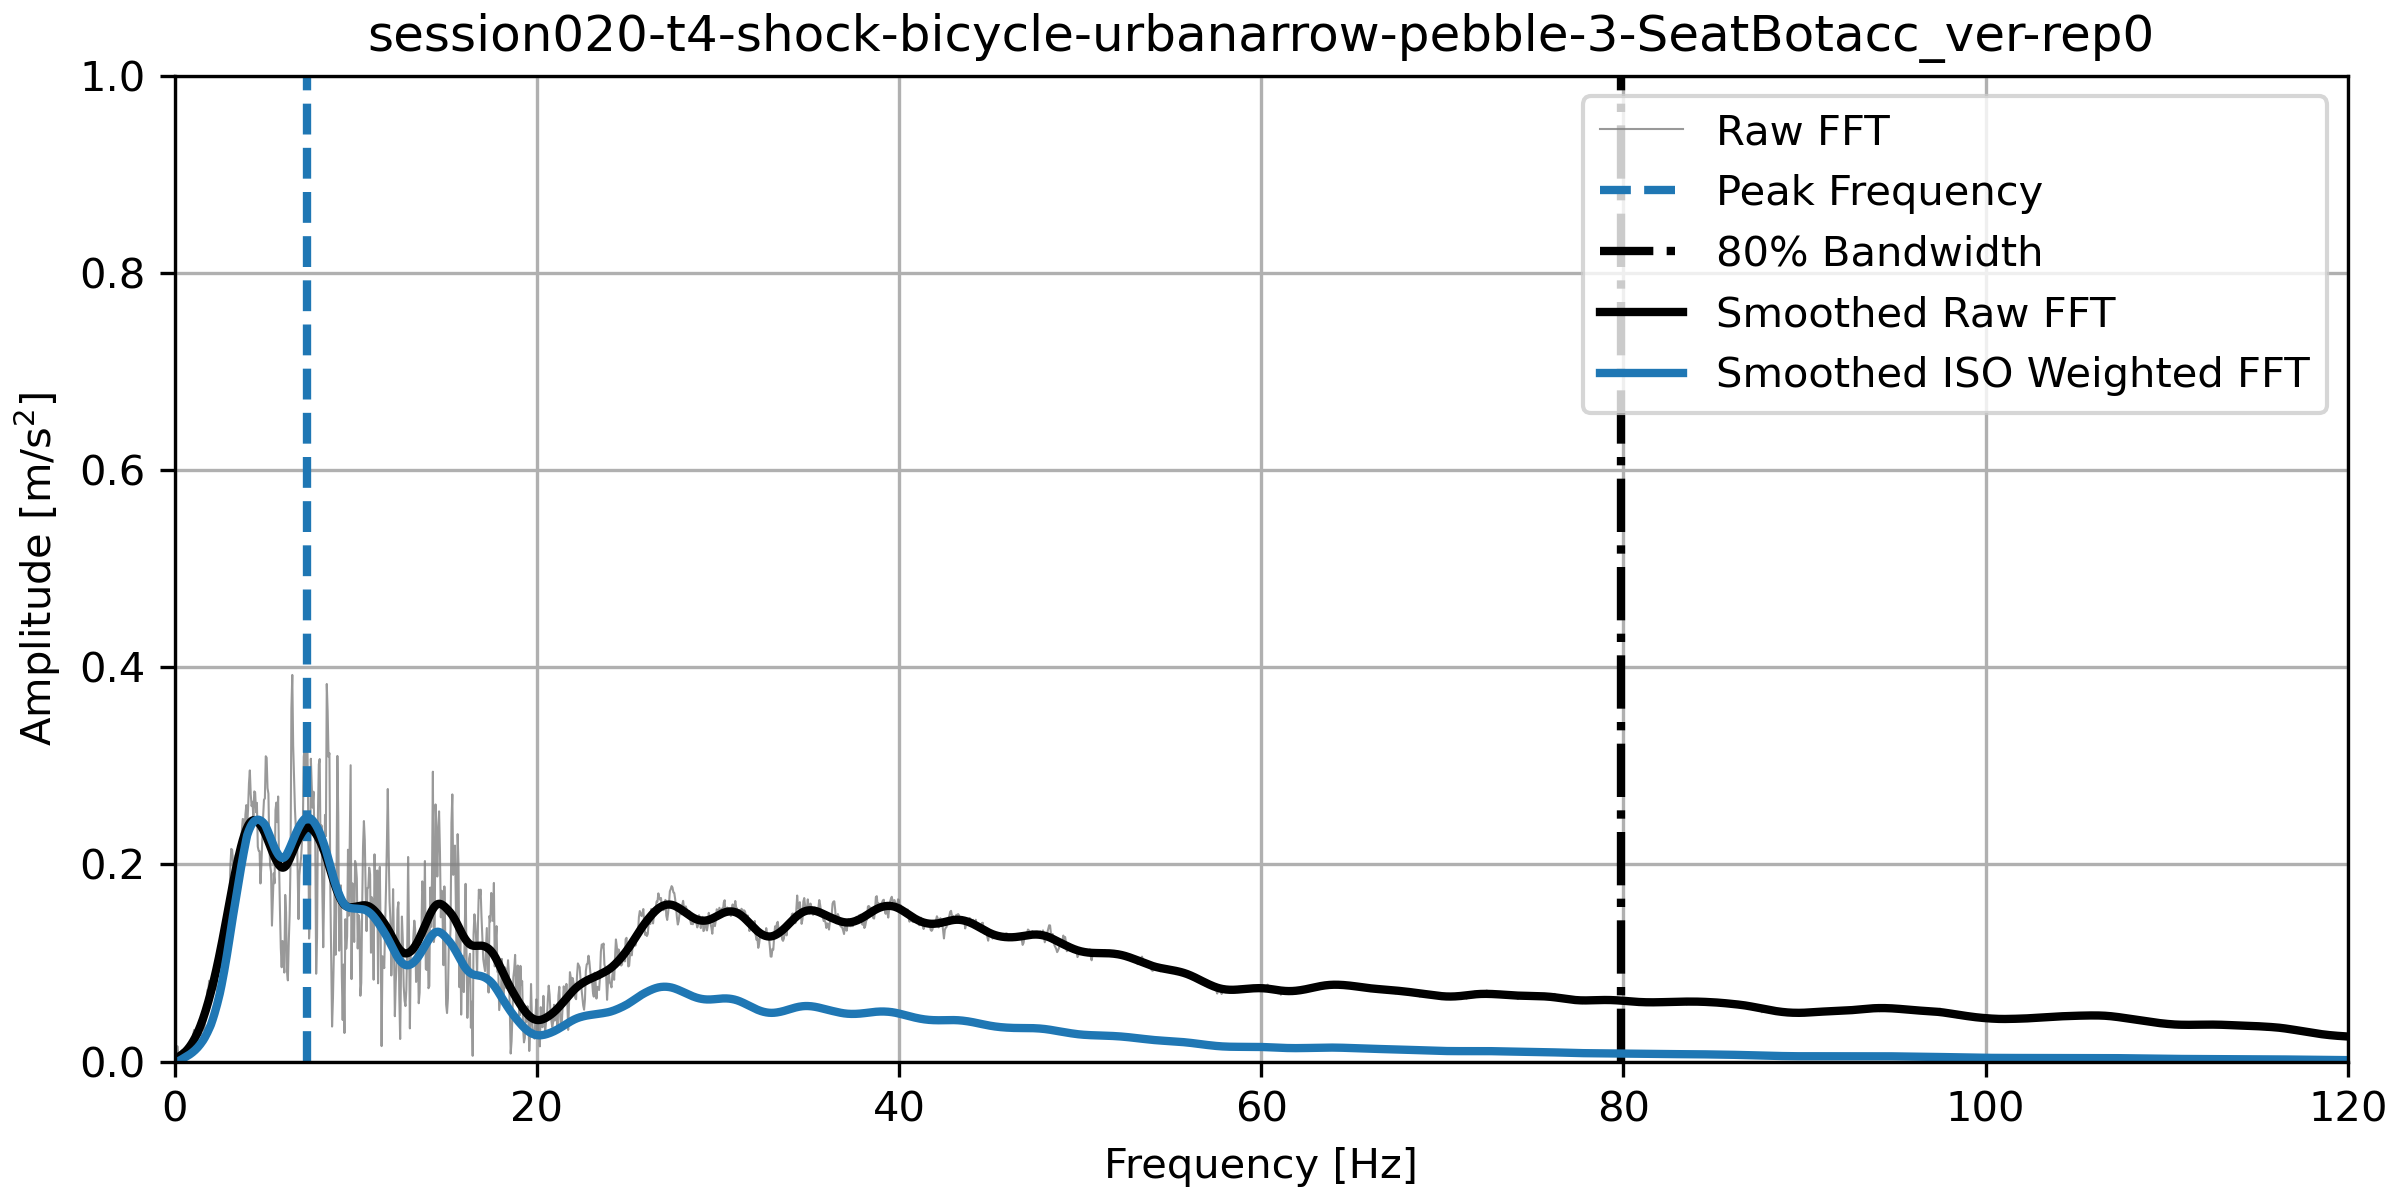 session020-t4-shock-bicycle-urbanarrow-pebble-3-SeatBotacc_ver-rep0
1.0
0.8
0.6
0.4
0.2
0.0
Amplitude [m/s²]
Raw FFT
Peak Frequency
80% Bandwidth
Smoothed Raw FFT
Smoothed ISO Weighted FFT
0 20 40 60 80 100 120
Frequency [Hz]